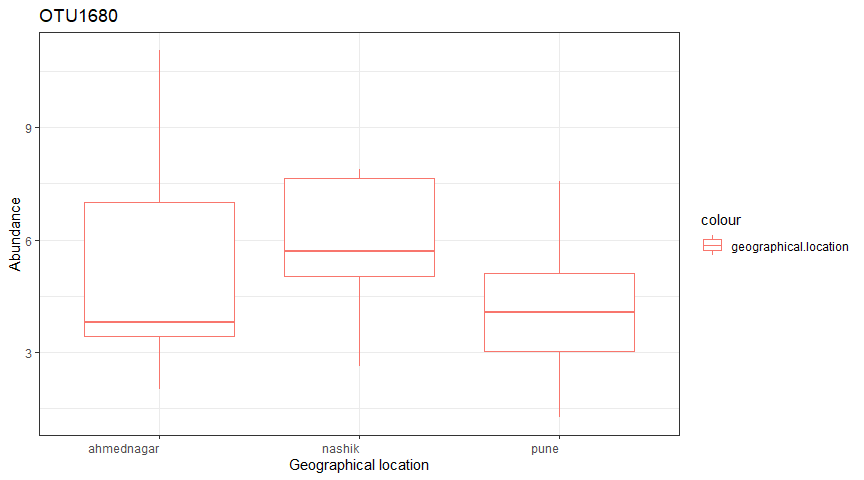 OTU1680
Abundance
9
6
3
ahmednagar
nashik
pune
Geographical location
colour
geographical.location